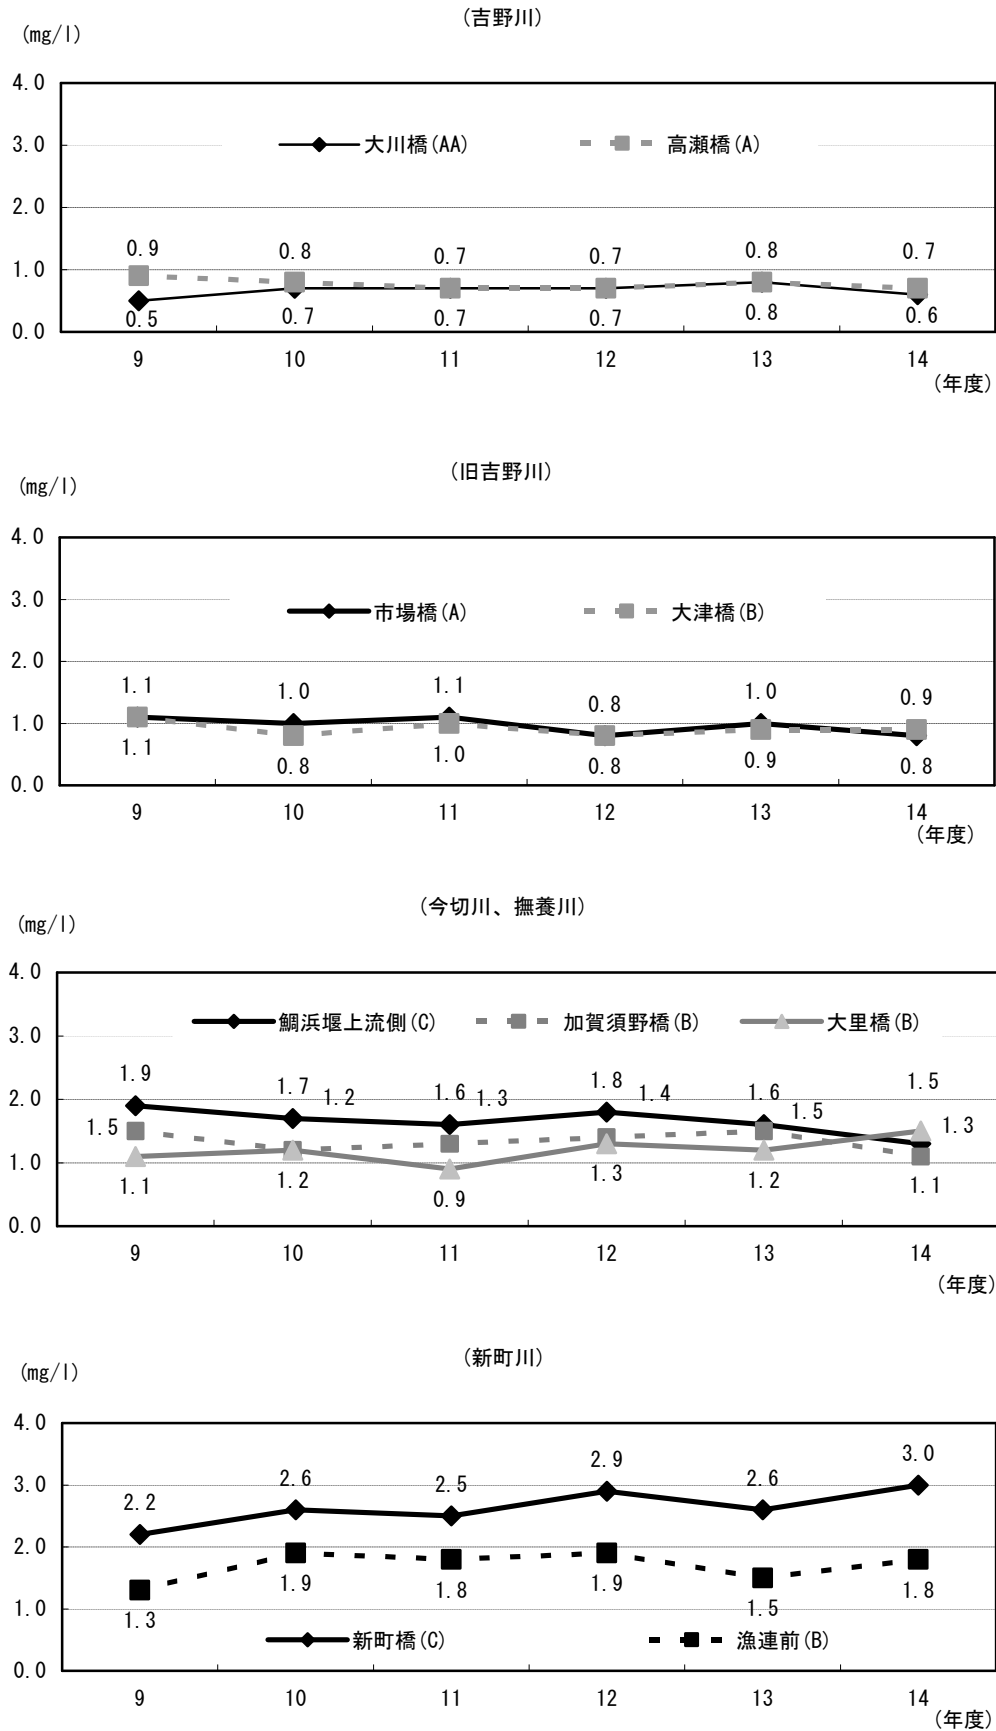 (吉野川)
(mg/l)
4.0
3.0
大川橋(AA) 高瀬橋(A)
2.0
0.9 0.8 0.7 0.7 0.8 0.7
1.0
0.5 0.7 0.7 0.7 0.8 0.6
0.0
9 10 11 12 13 14
(年度)
(旧吉野川)
(mg/l)
4.0
3.0
市場橋(A) 大津橋(B)
2.0
1.1 1.0 1.1 0.8 1.0 0.9
1.0
1.1 0.8 1.0 0.8 0.9 0.8
0.0
9 10 11 12 13 14
(年度)
(今切川、撫養川)
(mg/l)
4.0
鯛浜堰上流側(C) 加賀須野橋(B) 大里橋(B)
3.0
1.9 1.7 1.2 1.6 1.3 1.8 1.4 1.6 1.5 1.5
2.0
1.5 1.3
1.0
1.1 1.2 0.9 1.3 1.2 1.1
0.0
9 10 11 12 13 14
(年度)
(新町川)
(mg/l)
4.0
3.0
2.2 2.6 2.5 2.9 2.6 3.0
2.0
1.3 1.9 1.8 1.9 1.5 1.8
1.0
新町橋(C) 漁連前(B)
0.0
9 10 11 12 13 14
(年度)